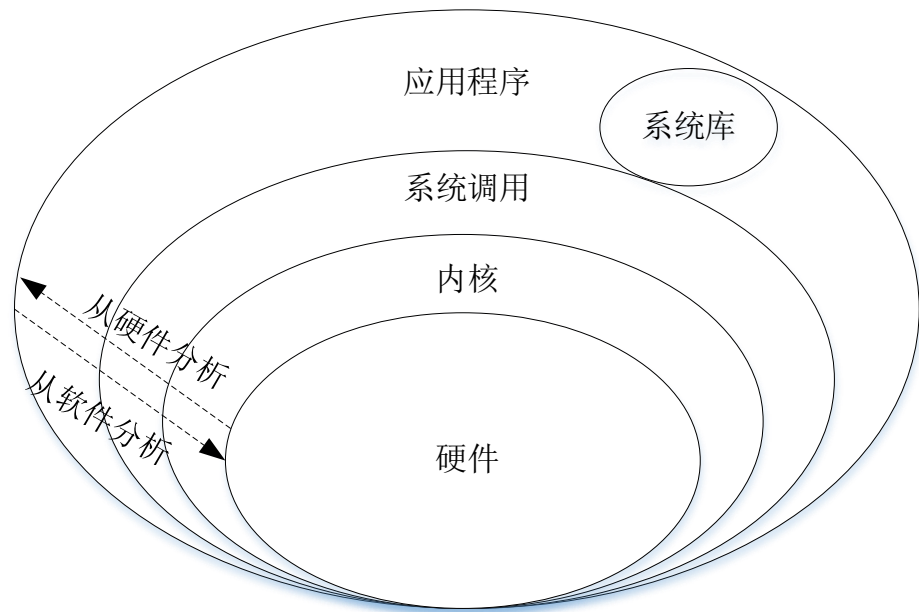 应用程序
系统库
系统调用
内核
从硬件分析
从软件分析
硬件